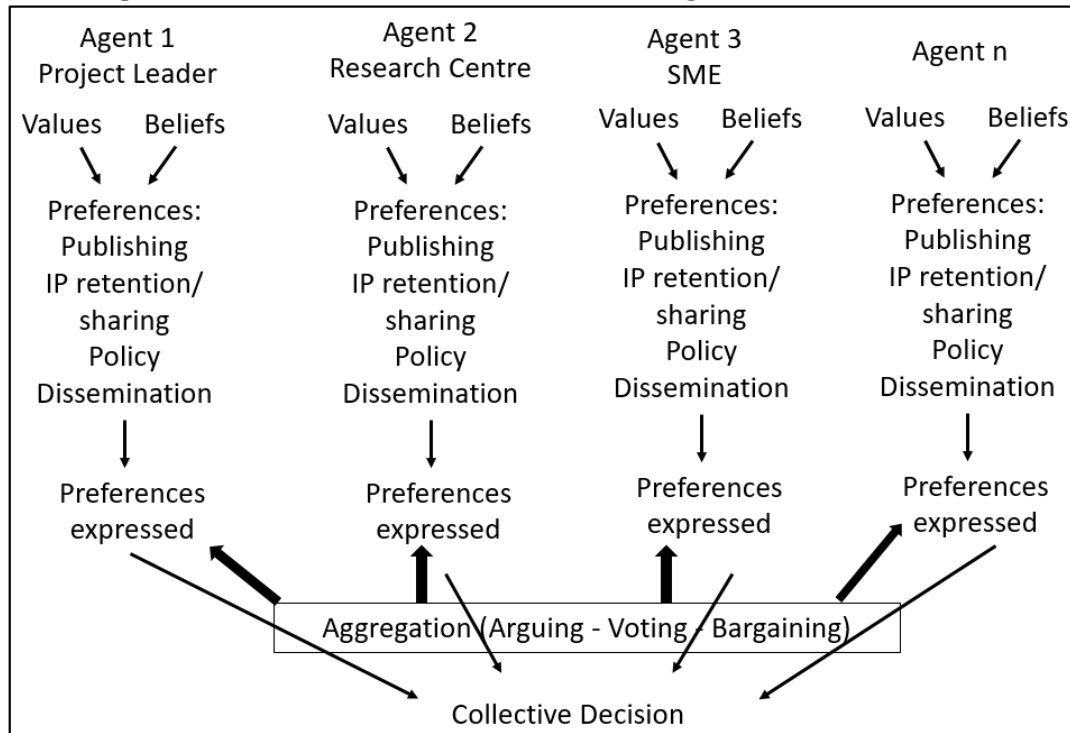 Agent 1
Project Leader
Values Beliefs
Preferences:
Publishing
IP retention/
sharing
Policy
Dissemination
Preferences
expressed
Agent 2
Research Centre
Values Beliefs
Preferences:
Publishing
IP retention/
sharing
Policy
Dissemination
Preferences
expressed
Agent 3
SME
Values Beliefs
Preferences:
Publishing
IP retention/
sharing
Policy
Dissemination
Preferences
expressed
Agent n
Values Beliefs
Preferences:
Publishing
IP retention/
sharing
Policy
Dissemination
Preferences
expressed
Aggregation (Arguing - Voting - Bargaining)
Collective Decision